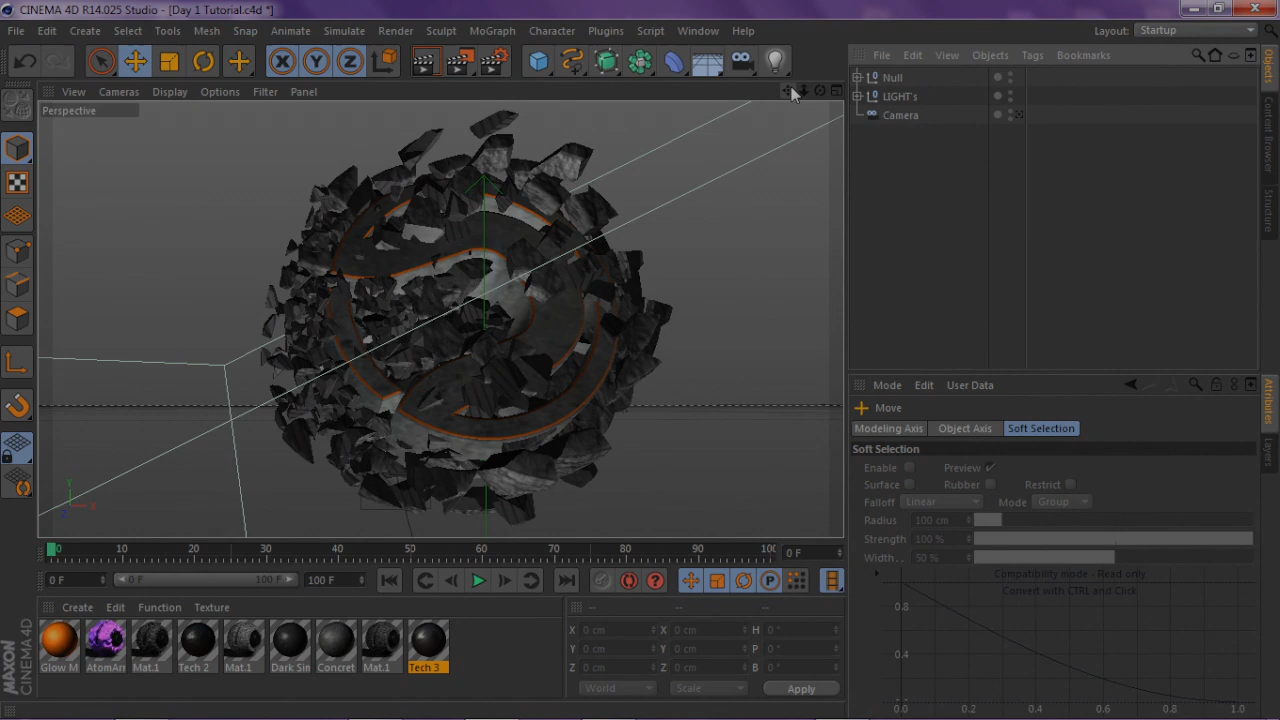 CINEMA 4D R14.025 Studio - [Day 1 Tutorial.c4d *]
File Edit Create Select Tools Mesh Snap Animate Simulate Render Sculpt MoGraph Character Plugins Script Window Help Layout: Startup
X Y Z
File Edit View Objects Tags Bookmarks
View Cameras Display Options Filter Panel
Perspective
Null
LIGHT's
Camera
Objects
Content Browser
Structure
Mode Edit User Data
Move
Modeling Axis Object Axis Soft Selection
Soft Selection
Enable Preview
Surface Rubber Restrict
Falloff Linear Mode Group
Radius 100 cm
Strength 100 %
Width . . 50 %
Compatibility mode - Read only
Convert with CTRL and Click
0.8
0.4
0.0 0.2 0.4 0.6 0.8 1.0
Attributes
Layers
Y
X
Z
0 10 20 30 40 50 60 70 80 90 100 0 F
0 F 0 F 100 F 100 F
P
Create Edit Function Texture
Glow M AtomArr Mat.1 Tech 2 Mat.1 Dark Sin Concret Mat.1 Tech 3
-- -- --
X 0 cm X 0 cm H 0 °
Y 0 cm Y 0 cm P 0 °
Z 0 cm Z 0 cm B 0 °
World Scale Apply
MAXON
CINEMA 4D